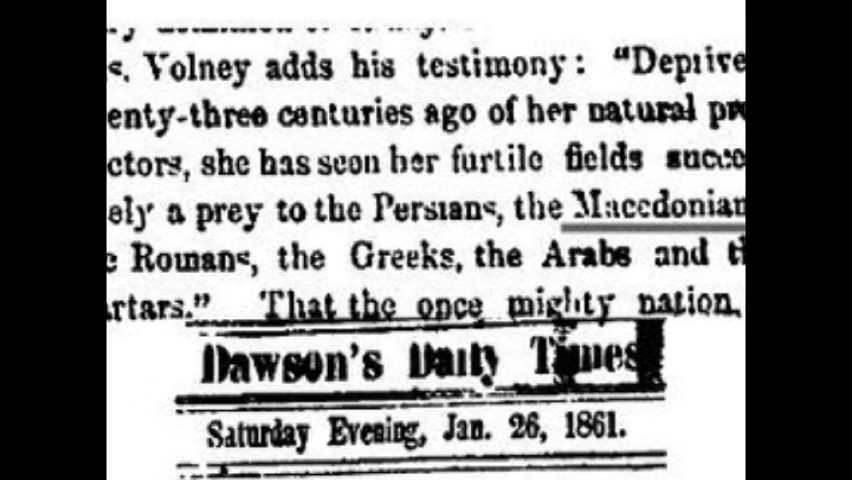 Volney adds his testimony: "Deprive
enty-three centuries ago of her natural pr
ctors, she has seen her furtile fields succe
ely a prey to the Persians, the Macedonian
Romans, the Greeks, the Arabs and t
rtars." That the once mighty nation,
Dawson's Daily Times
Saturday Evening, Jan. 26, 1861.